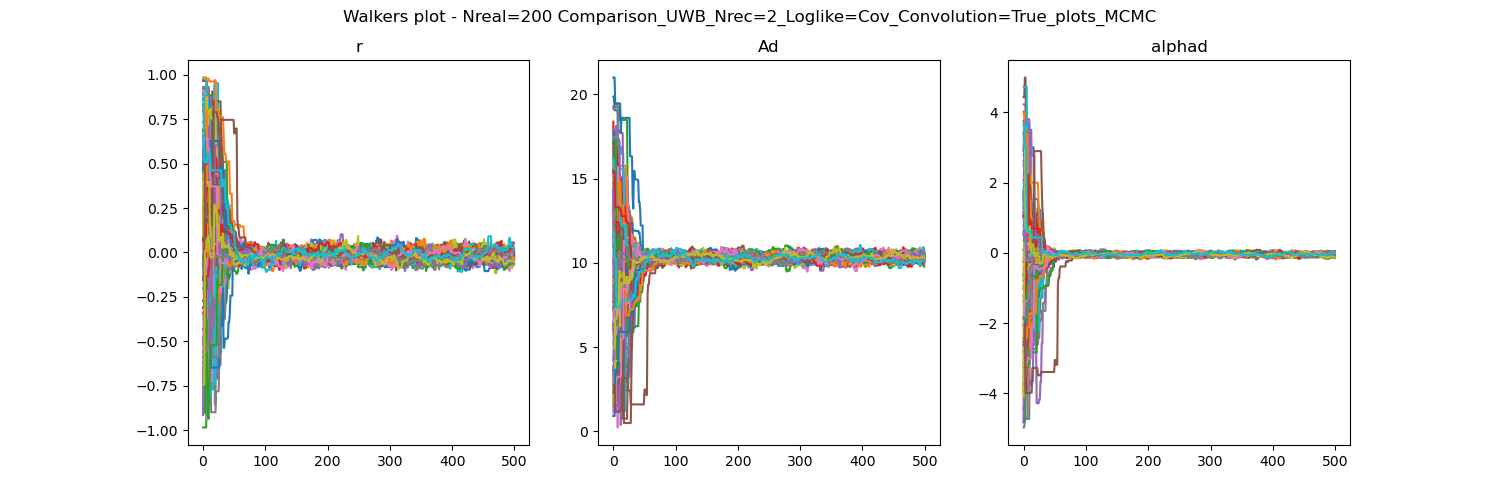 Walkers plot - Nreal=200 Comparison_UWB_Nrec=2_Loglike=Cov_Convolution=True_plots_MCMC
r
Ad
alphad
1.00
0.75
0.50
0.25
0.00
−0.25
−0.50
−0.75
−1.00
0 100 200 300 400 500
20
15
10
5
0
0 100 200 300 400 500
4
2
0
−2
−4
0 100 200 300 400 500